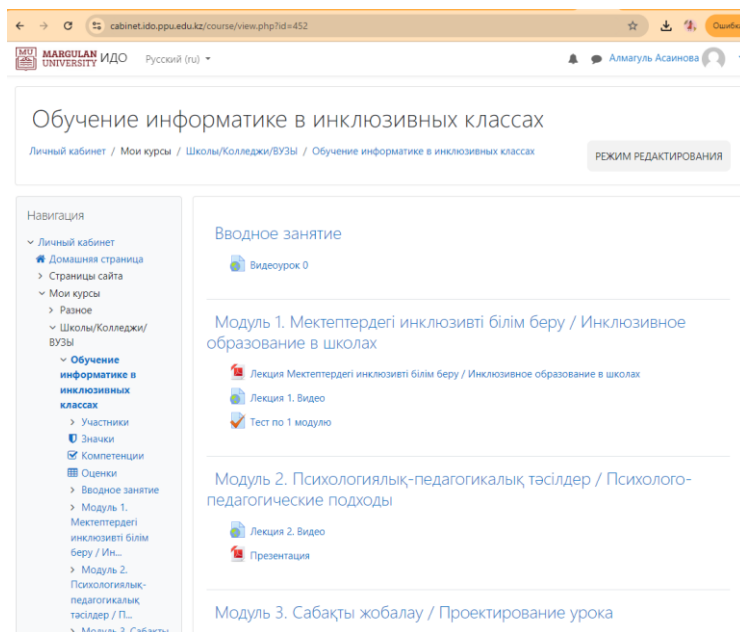 cabinet.ido.ppu.edu.kz/course/view.php?id=452
Ошибка
MU MARGULAN UNIVERSITY ИДО Русский (ru)
Алмагуль Асаинова
Обучение информатике в инклюзивных классах
Личный кабинет / Мои курсы / Школы/Колледжи/ВУЗЫ / Обучение информатике в инклюзивных классах
РЕЖИМ РЕДАКТИРОВАНИЯ
Навигация
Личный кабинет
Домашняя страница
Страницы сайта
Мои курсы
Разное
Школы/Колледжи/
ВУЗЫ
Обучение
информатике в
инклюзивных
классах
Участники
Значки
Компетенции
Оценки
Вводное занятие
Модуль 1.
Мектептердегі
инклюзивті білім
беру / Ин...
Модуль 2.
Психологиялық-
педагогикалық
тәсілдер / П...
Модуль 3. Сабақты
Вводное занятие
Видеоурок 0
Модуль 1. Мектептердегі инклюзивті білім беру / Инклюзивное
образование в школах
Лекция Мектептердегі инклюзивті білім беру / Инклюзивное образование в школах
Лекция 1. Видео
Тест по 1 модулю
Модуль 2. Психологиялық-педагогикалық тәсілдер / Психолого-
педагогические подходы
Лекция 2. Видео
Презентация
Модуль 3. Сабақты жобалау / Проектирование урока